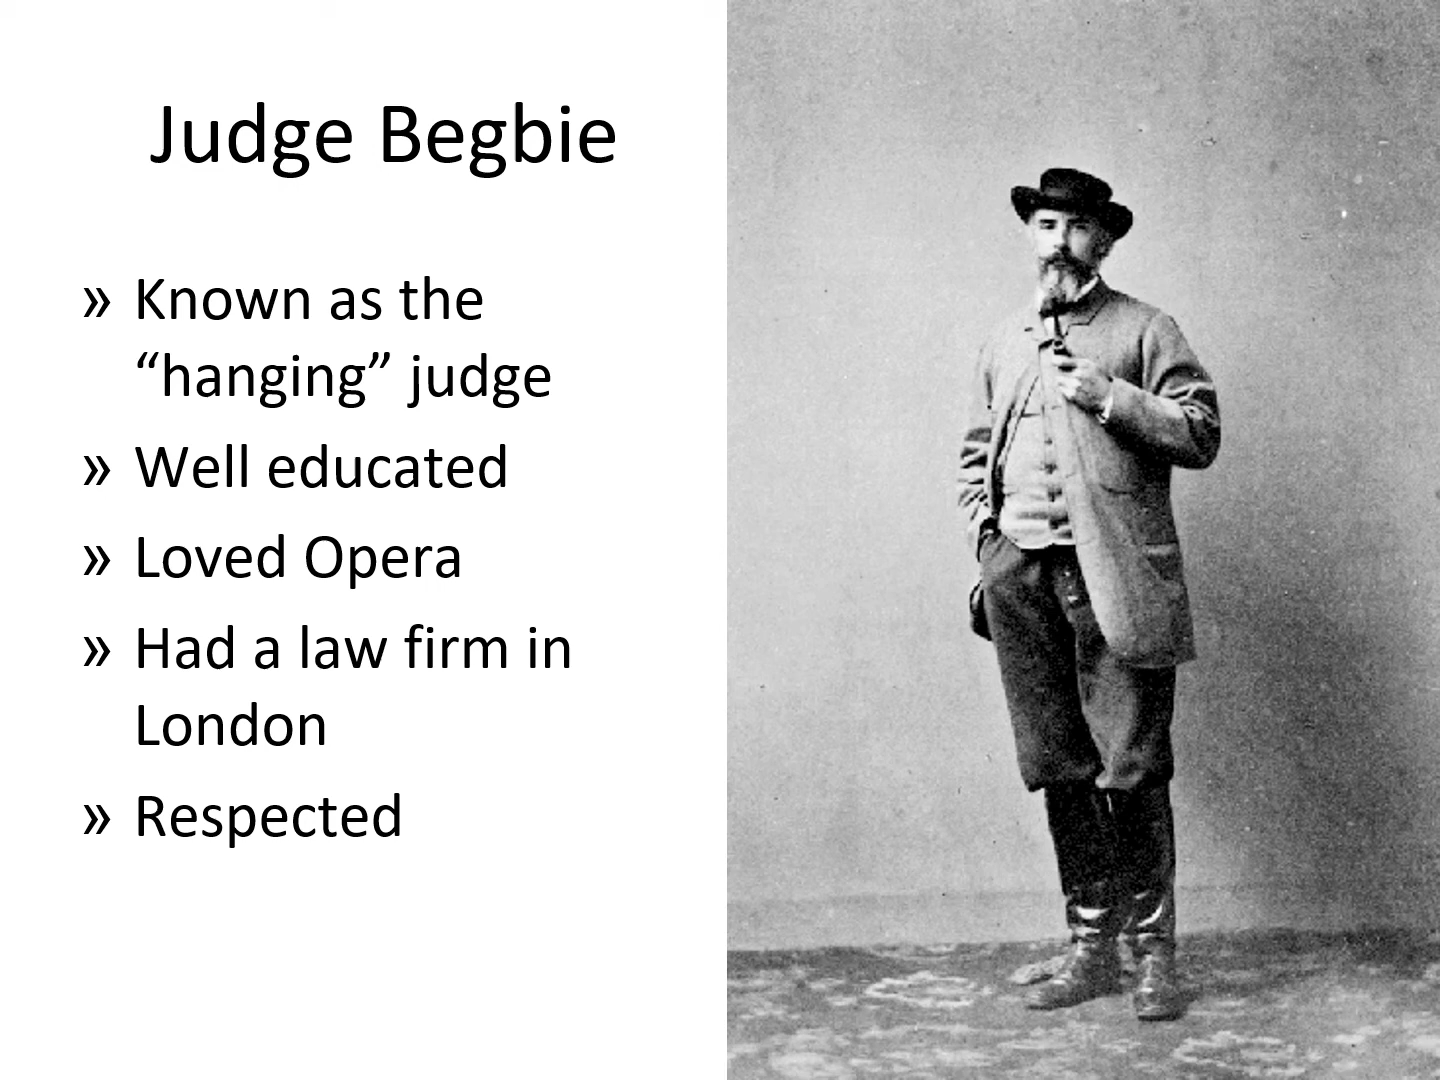 Judge Begbie
» Known as the
“hanging” judge
» Well educated
» Loved Opera
» Had a law firm in
London
» Respected